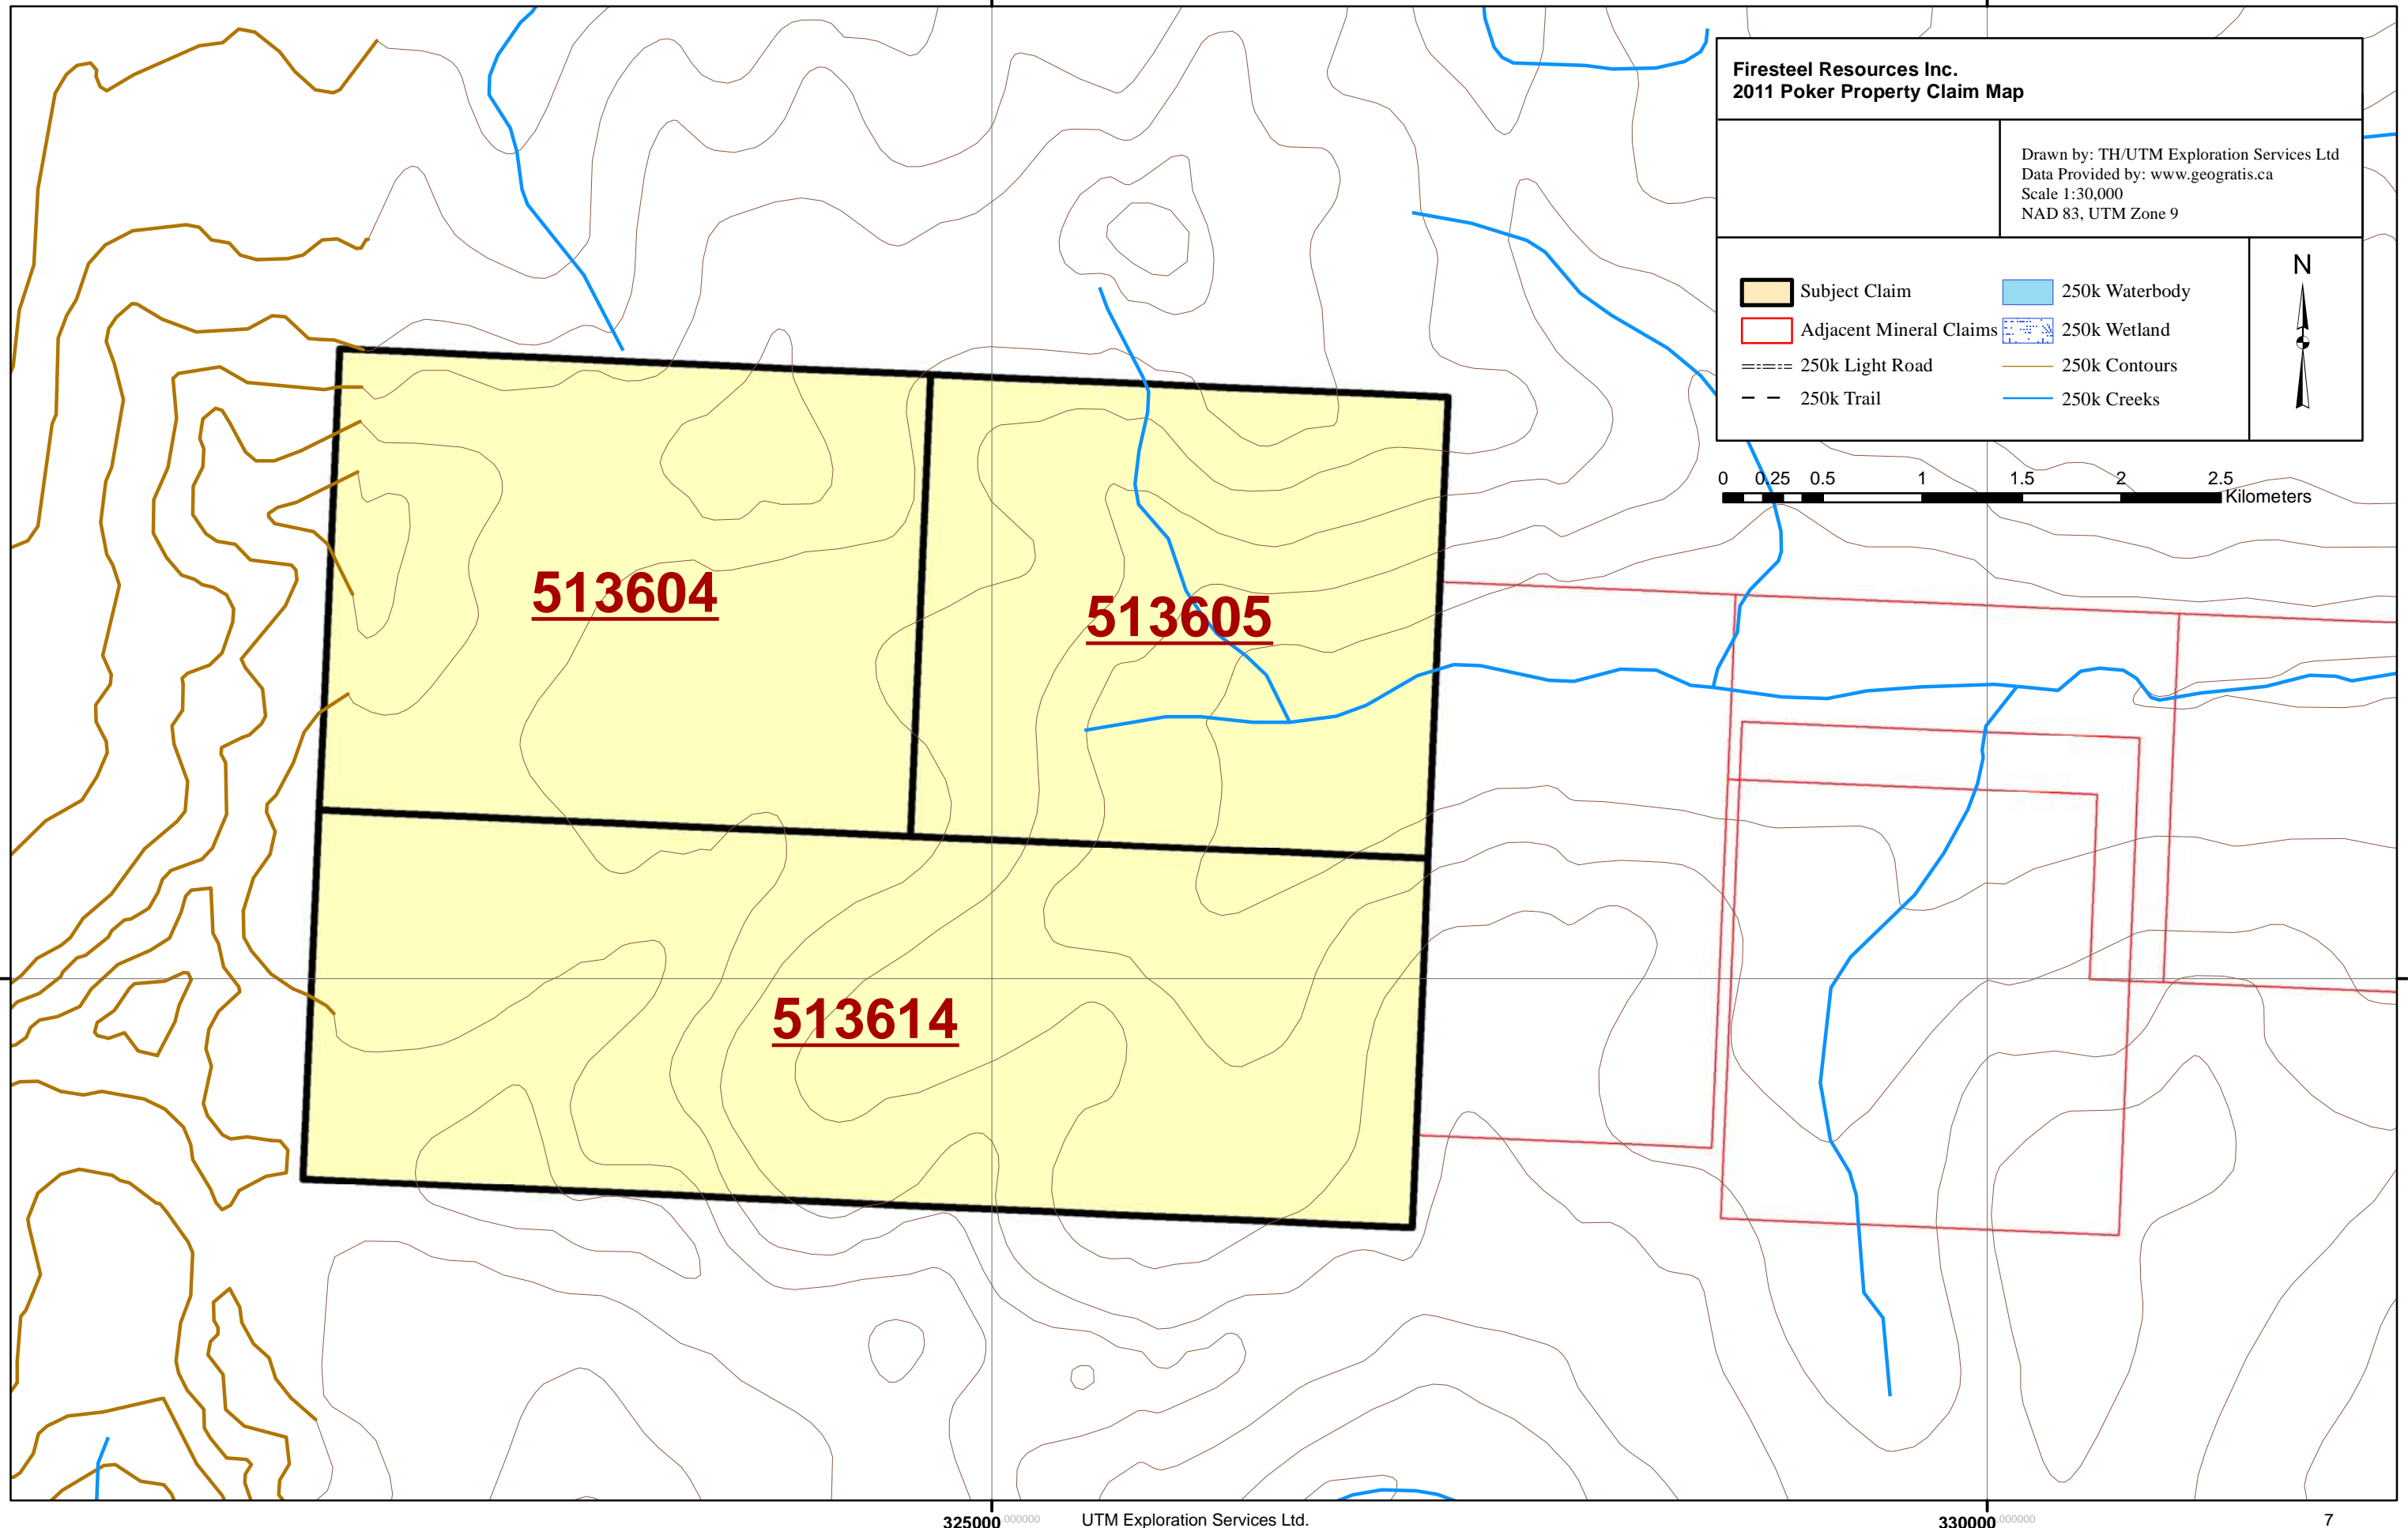 Firesteel Resources Inc.
2011 Poker Property Claim Map
Drawn by: TH/UTM Exploration Services Ltd
Data Provided by: www.geogratis.ca
Scale 1:30,000
NAD 83, UTM Zone 9
Subject Claim
Adjacent Mineral Claims
250k Light Road
250k Trail
250k Waterbody
250k Wetland
250k Contours
250k Creeks
N
0 0.25 0.5 1 1.5 2 2.5
Kilometers
513604
513605
513614
325000.000000
UTM Exploration Services Ltd.
330000.000000
7